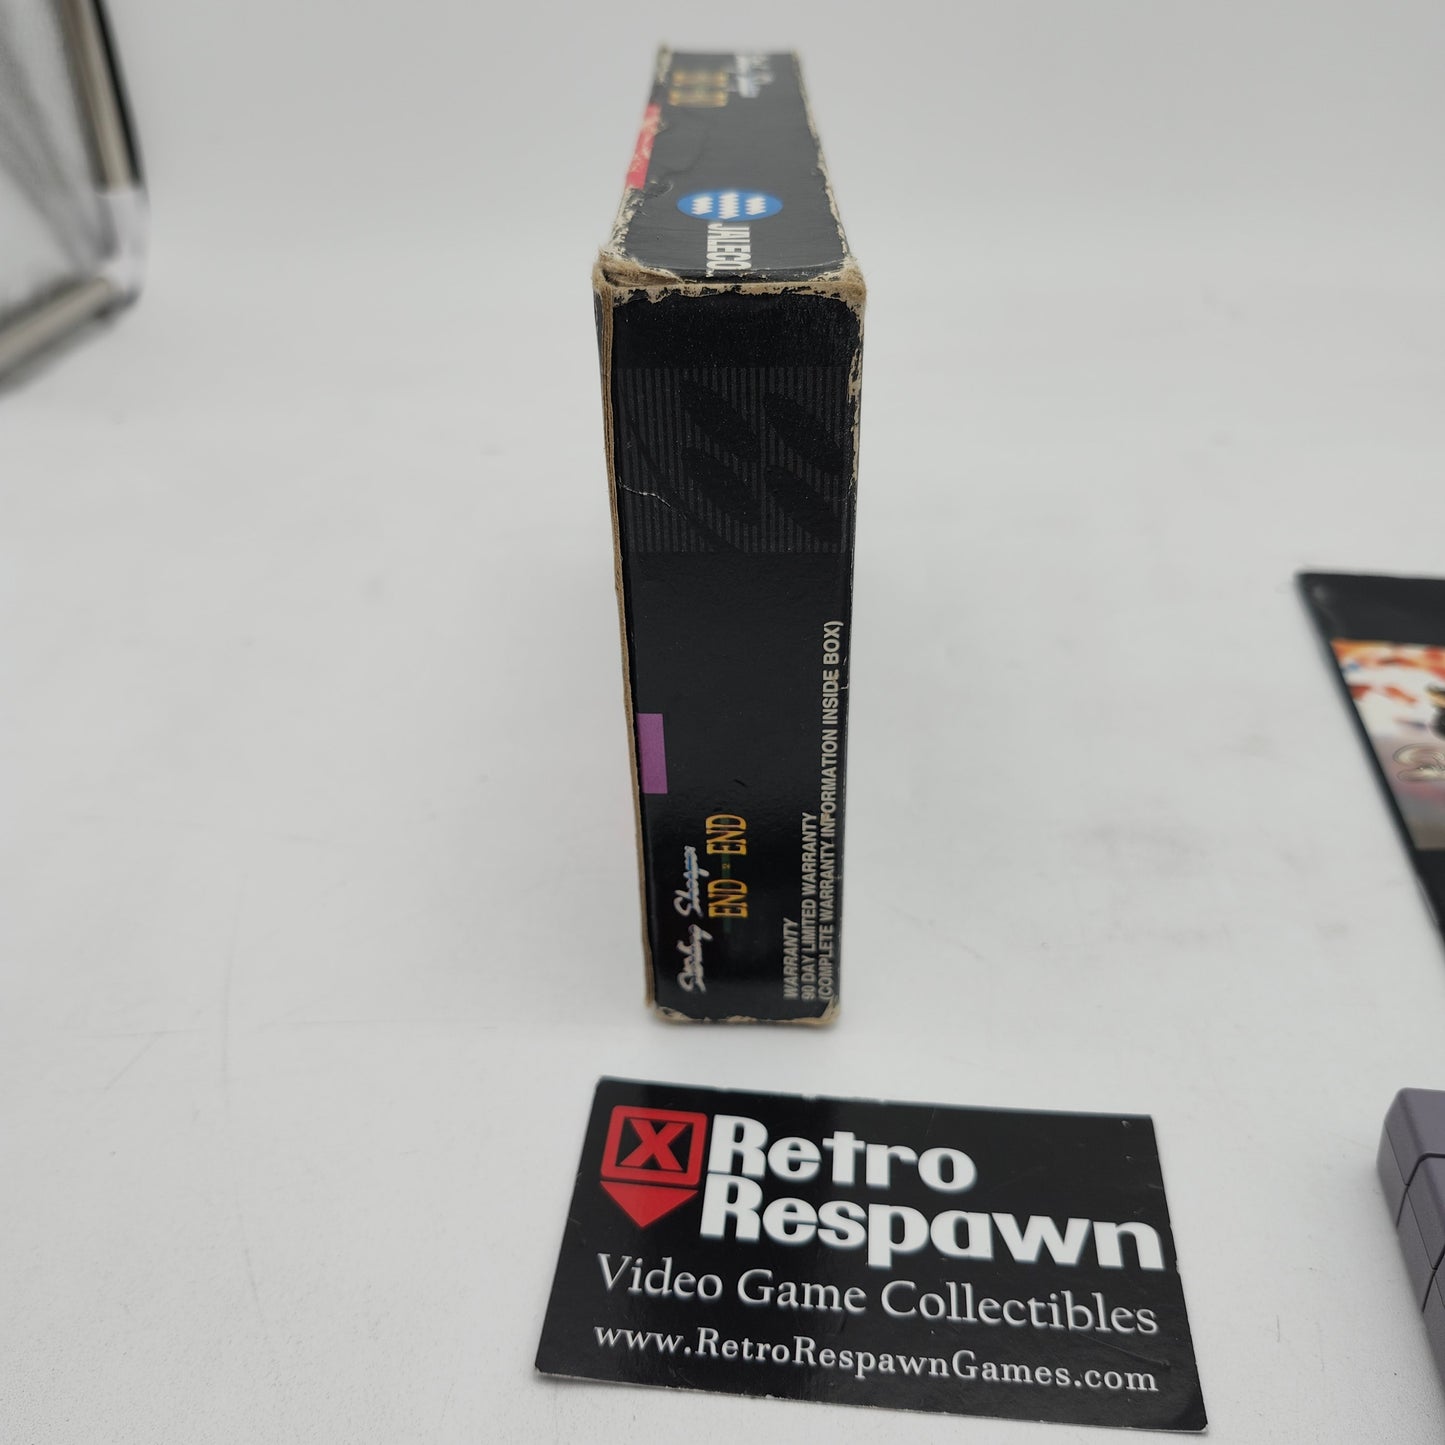 JALECO
Sterling Sharpe
END 2 END
WARRANTY
90 DAY LIMITED WARRANTY
(COMPLETE WARRANTY INFORMATION INSIDE BOX)
X Retro
Respawn
Video Game Collectibles
www.RetroRespawnGames.com